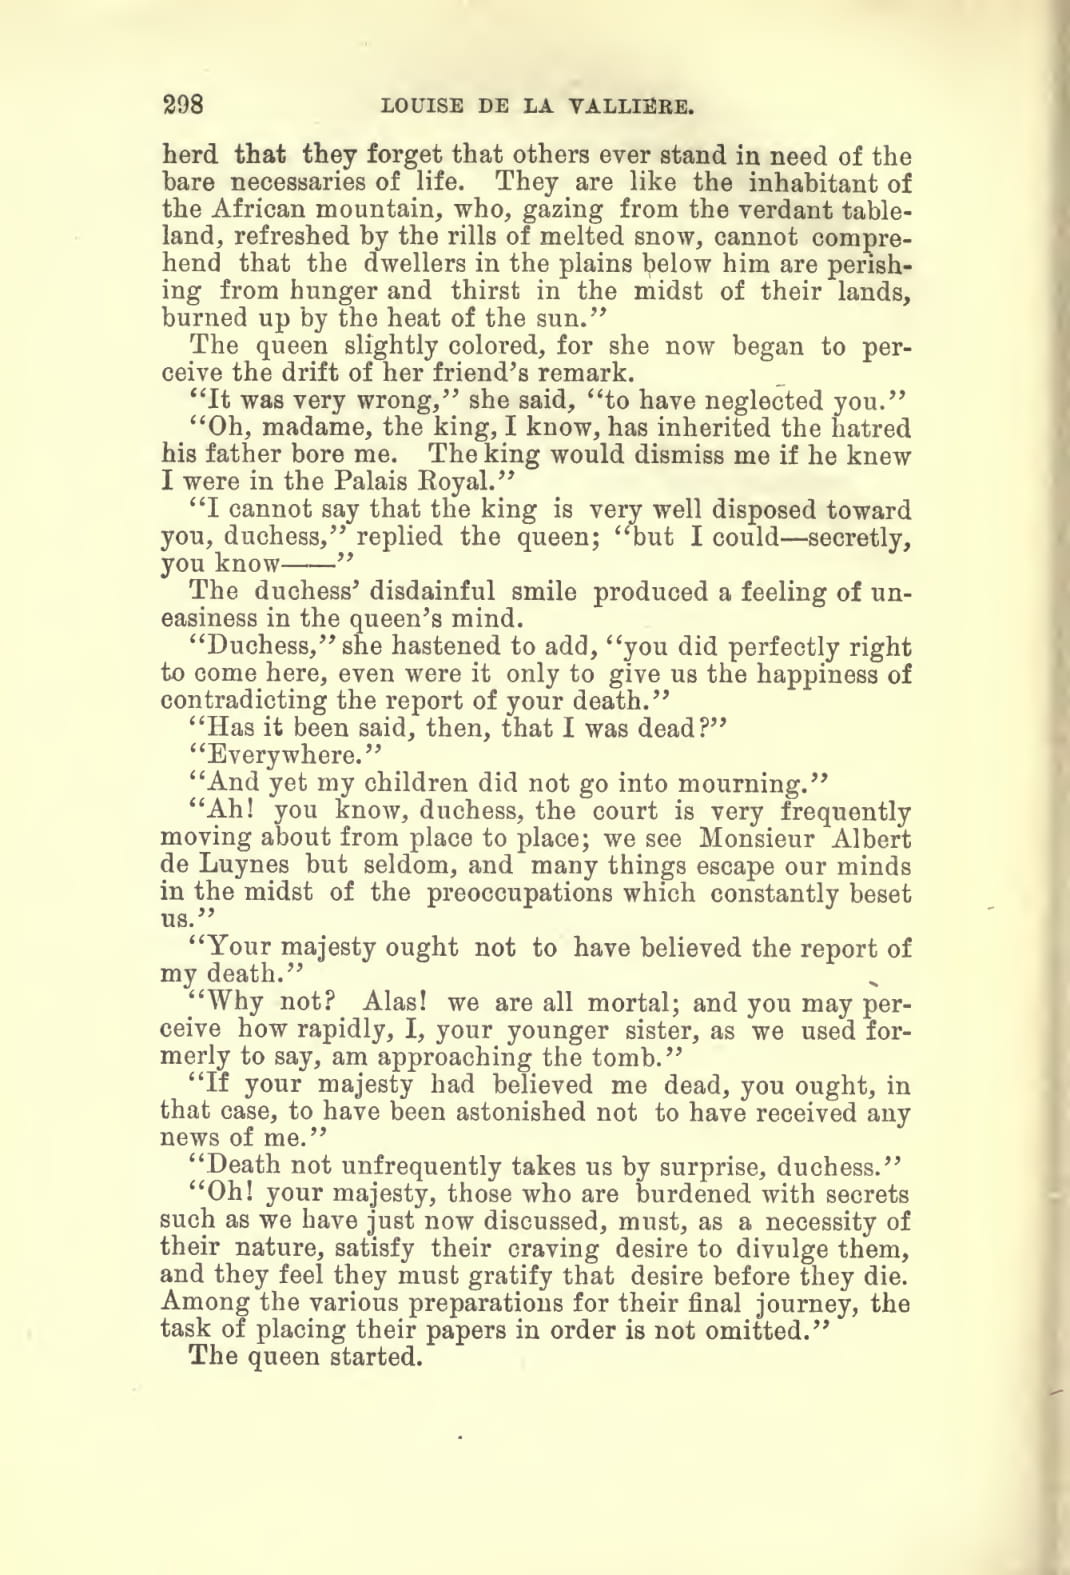 298 LOUISE DE LA VALLIÈRE.
herd that they forget that others ever stand in need of the
bare necessaries of life. They are like the inhabitant of
the African mountain, who, gazing from the verdant table-
land, refreshed by the rills of melted snow, cannot compre-
hend that the dwellers in the plains below him are perish-
ing from hunger and thirst in the midst of their lands,
burned up by the heat of the sun.”
The queen slightly colored, for she now began to per-
ceive the drift of her friend’s remark.
“It was very wrong,” she said, “to have neglected you.”
“Oh, madame, the king, I know, has inherited the hatred
his father bore me. The king would dismiss me if he knew
I were in the Palais Royal.”
“I cannot say that the king is very well disposed toward
you, duchess,” replied the queen; “but I could—secretly,
you know——”
The duchess’ disdainful smile produced a feeling of un-
easiness in the queen’s mind.
“Duchess,” she hastened to add, “you did perfectly right
to come here, even were it only to give us the happiness of
contradicting the report of your death.”
“Has it been said, then, that I was dead?”
“Everywhere.”
“And yet my children did not go into mourning.”
“Ah! you know, duchess, the court is very frequently
moving about from place to place; we see Monsieur Albert
de Luynes but seldom, and many things escape our minds
in the midst of the preoccupations which constantly beset
us.”
“Your majesty ought not to have believed the report of
my death.”
“Why not? Alas! we are all mortal; and you may per-
ceive how rapidly, I, your younger sister, as we used for-
merly to say, am approaching the tomb.”
“If your majesty had believed me dead, you ought, in
that case, to have been astonished not to have received any
news of me.”
“Death not unfrequently takes us by surprise, duchess.”
“Oh! your majesty, those who are burdened with secrets
such as we have just now discussed, must, as a necessity of
their nature, satisfy their craving desire to divulge them,
and they feel they must gratify that desire before they die.
Among the various preparations for their final journey, the
task of placing their papers in order is not omitted.”
The queen started.